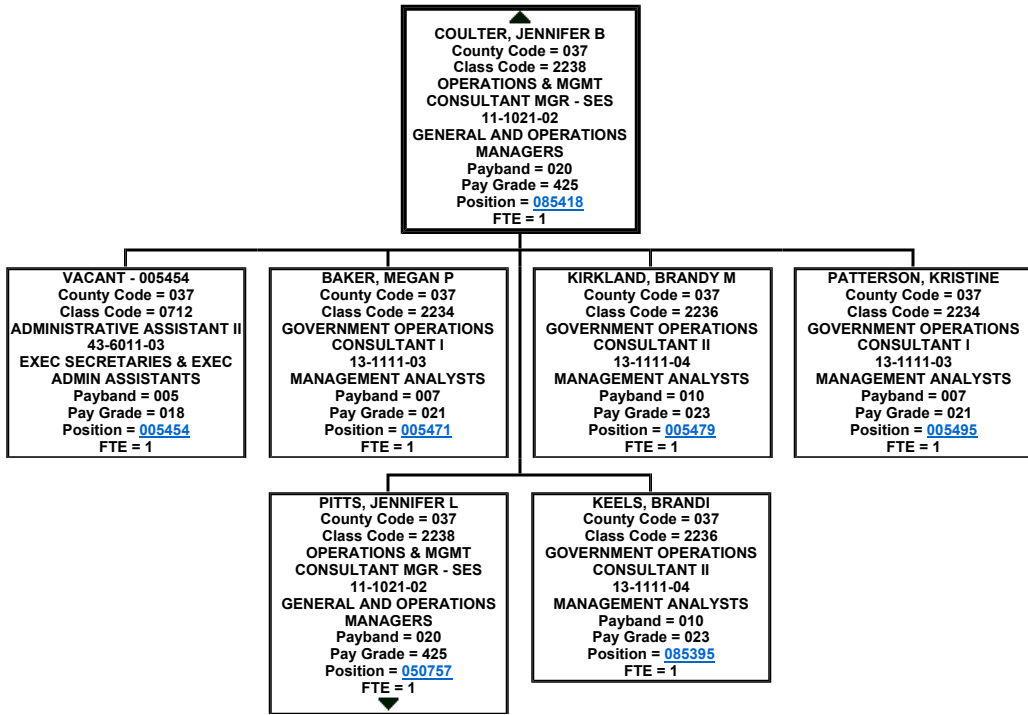 COULTER, JENNIFER B
County Code = 037
Class Code = 2238
OPERATIONS & MGMT
CONSULTANT MGR - SES
11-1021-02
GENERAL AND OPERATIONS
MANAGERS
Payband = 020
Pay Grade = 425
Position = 085418
FTE = 1
VACANT - 005454
County Code = 037
Class Code = 0712
ADMINISTRATIVE ASSISTANT II
43-6011-03
EXEC SECRETARIES & EXEC
ADMIN ASSISTANTS
Payband = 005
Pay Grade = 018
Position = 005454
FTE = 1
BAKER, MEGAN P
County Code = 037
Class Code = 2234
GOVERNMENT OPERATIONS
CONSULTANT I
13-1111-03
MANAGEMENT ANALYSTS
Payband = 007
Pay Grade = 021
Position = 005471
FTE = 1
KIRKLAND, BRANDY M
County Code = 037
Class Code = 2236
GOVERNMENT OPERATIONS
CONSULTANT II
13-1111-04
MANAGEMENT ANALYSTS
Payband = 010
Pay Grade = 023
Position = 005479
FTE = 1
PATTERSON, KRISTINE
County Code = 037
Class Code = 2234
GOVERNMENT OPERATIONS
CONSULTANT I
13-1111-03
MANAGEMENT ANALYSTS
Payband = 007
Pay Grade = 021
Position = 005495
FTE = 1
PITTS, JENNIFER L
County Code = 037
Class Code = 2238
OPERATIONS & MGMT
CONSULTANT MGR - SES
11-1021-02
GENERAL AND OPERATIONS
MANAGERS
Payband = 020
Pay Grade = 425
Position = 050757
FTE = 1
KEELS, BRANDI
County Code = 037
Class Code = 2236
GOVERNMENT OPERATIONS
CONSULTANT II
13-1111-04
MANAGEMENT ANALYSTS
Payband = 010
Pay Grade = 023
Position = 085395
FTE = 1